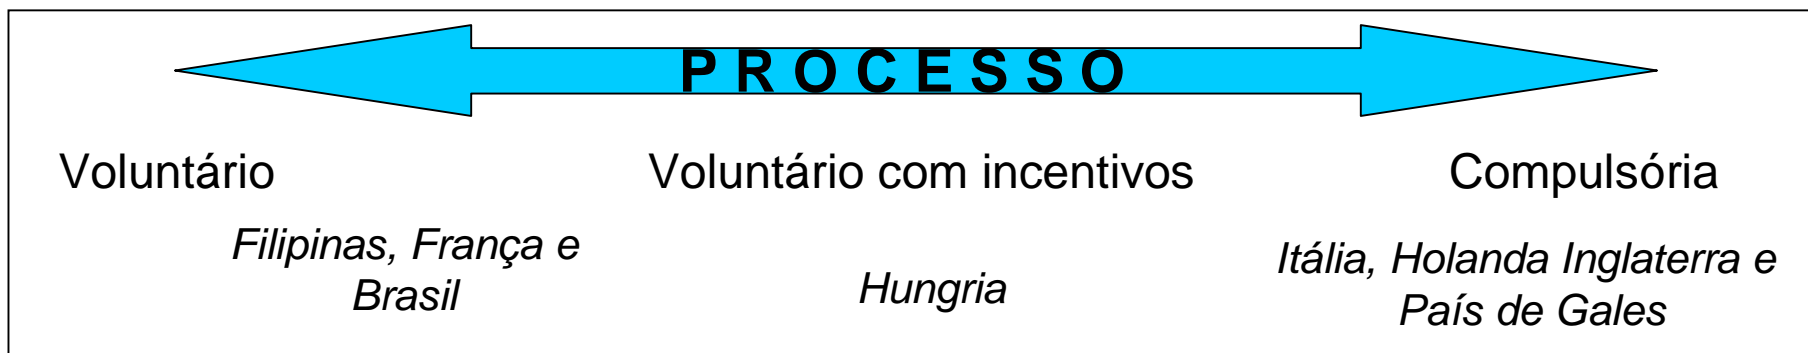 P R O C E S S O
Voluntário
Voluntário com incentivos
Compulsória
Filipinas, França e
Brasil
Hungria
Itália, Holanda Inglaterra e
País de Gales